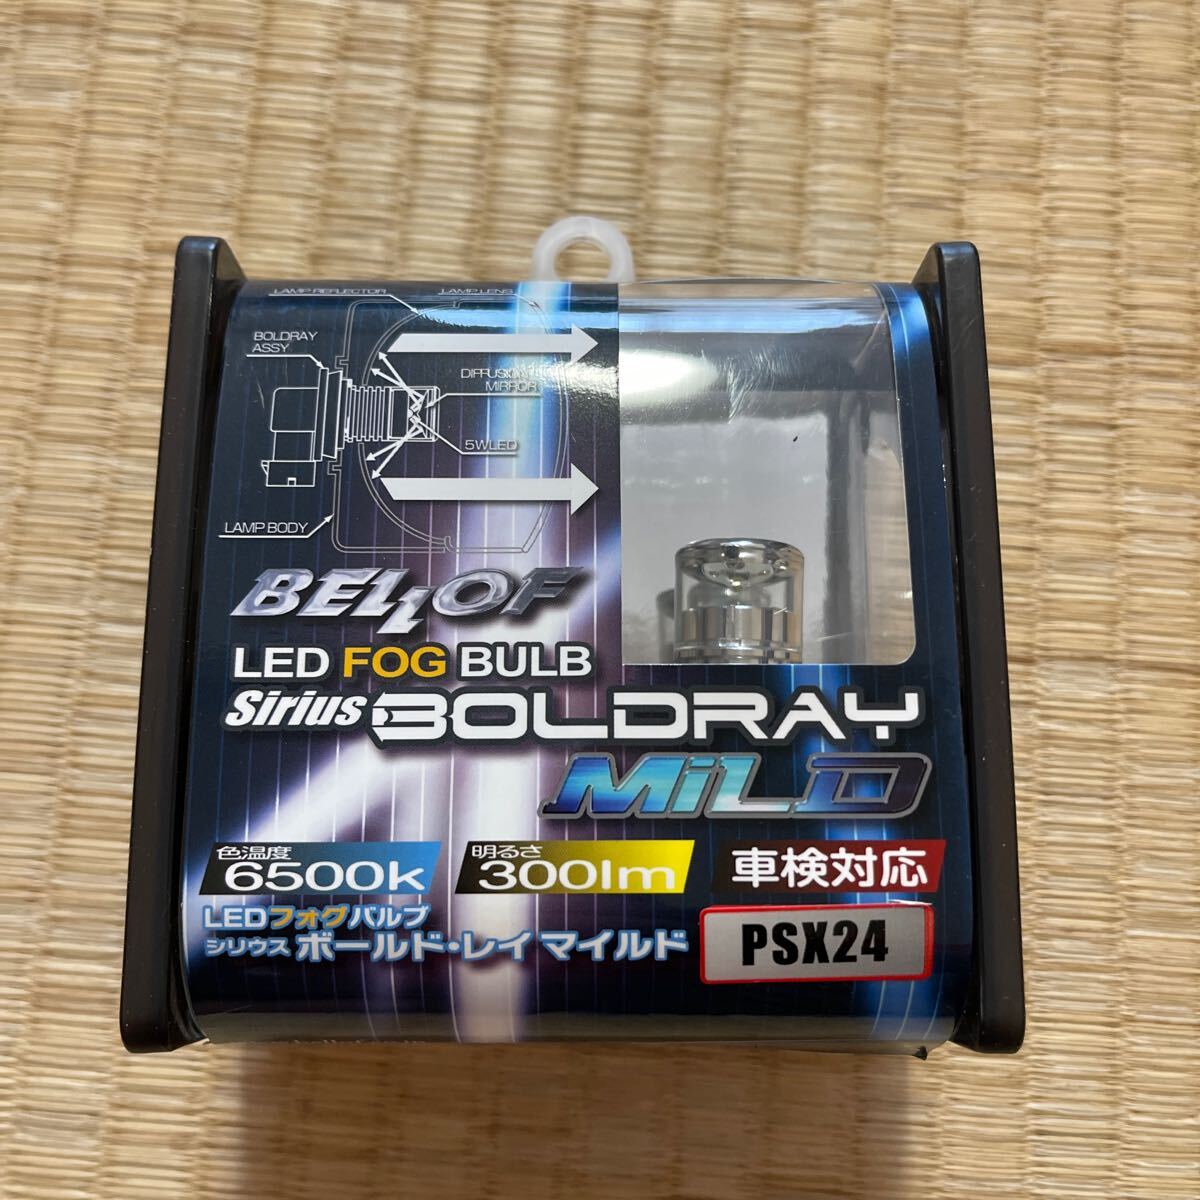 LAMP REFLECTOR LAMP LENS
BOLDRAY
ASSY
DIFFUSION
MIRROR
5WLED
LAMP BODY
BELLOF
LED FOG BULB
Sirius BOLDRAY
MiLD
色温度
6500k
明るさ
300lm
車検対応
LEDフォグバルブ
シリウス ボールド・レイ マイルド
PSX24